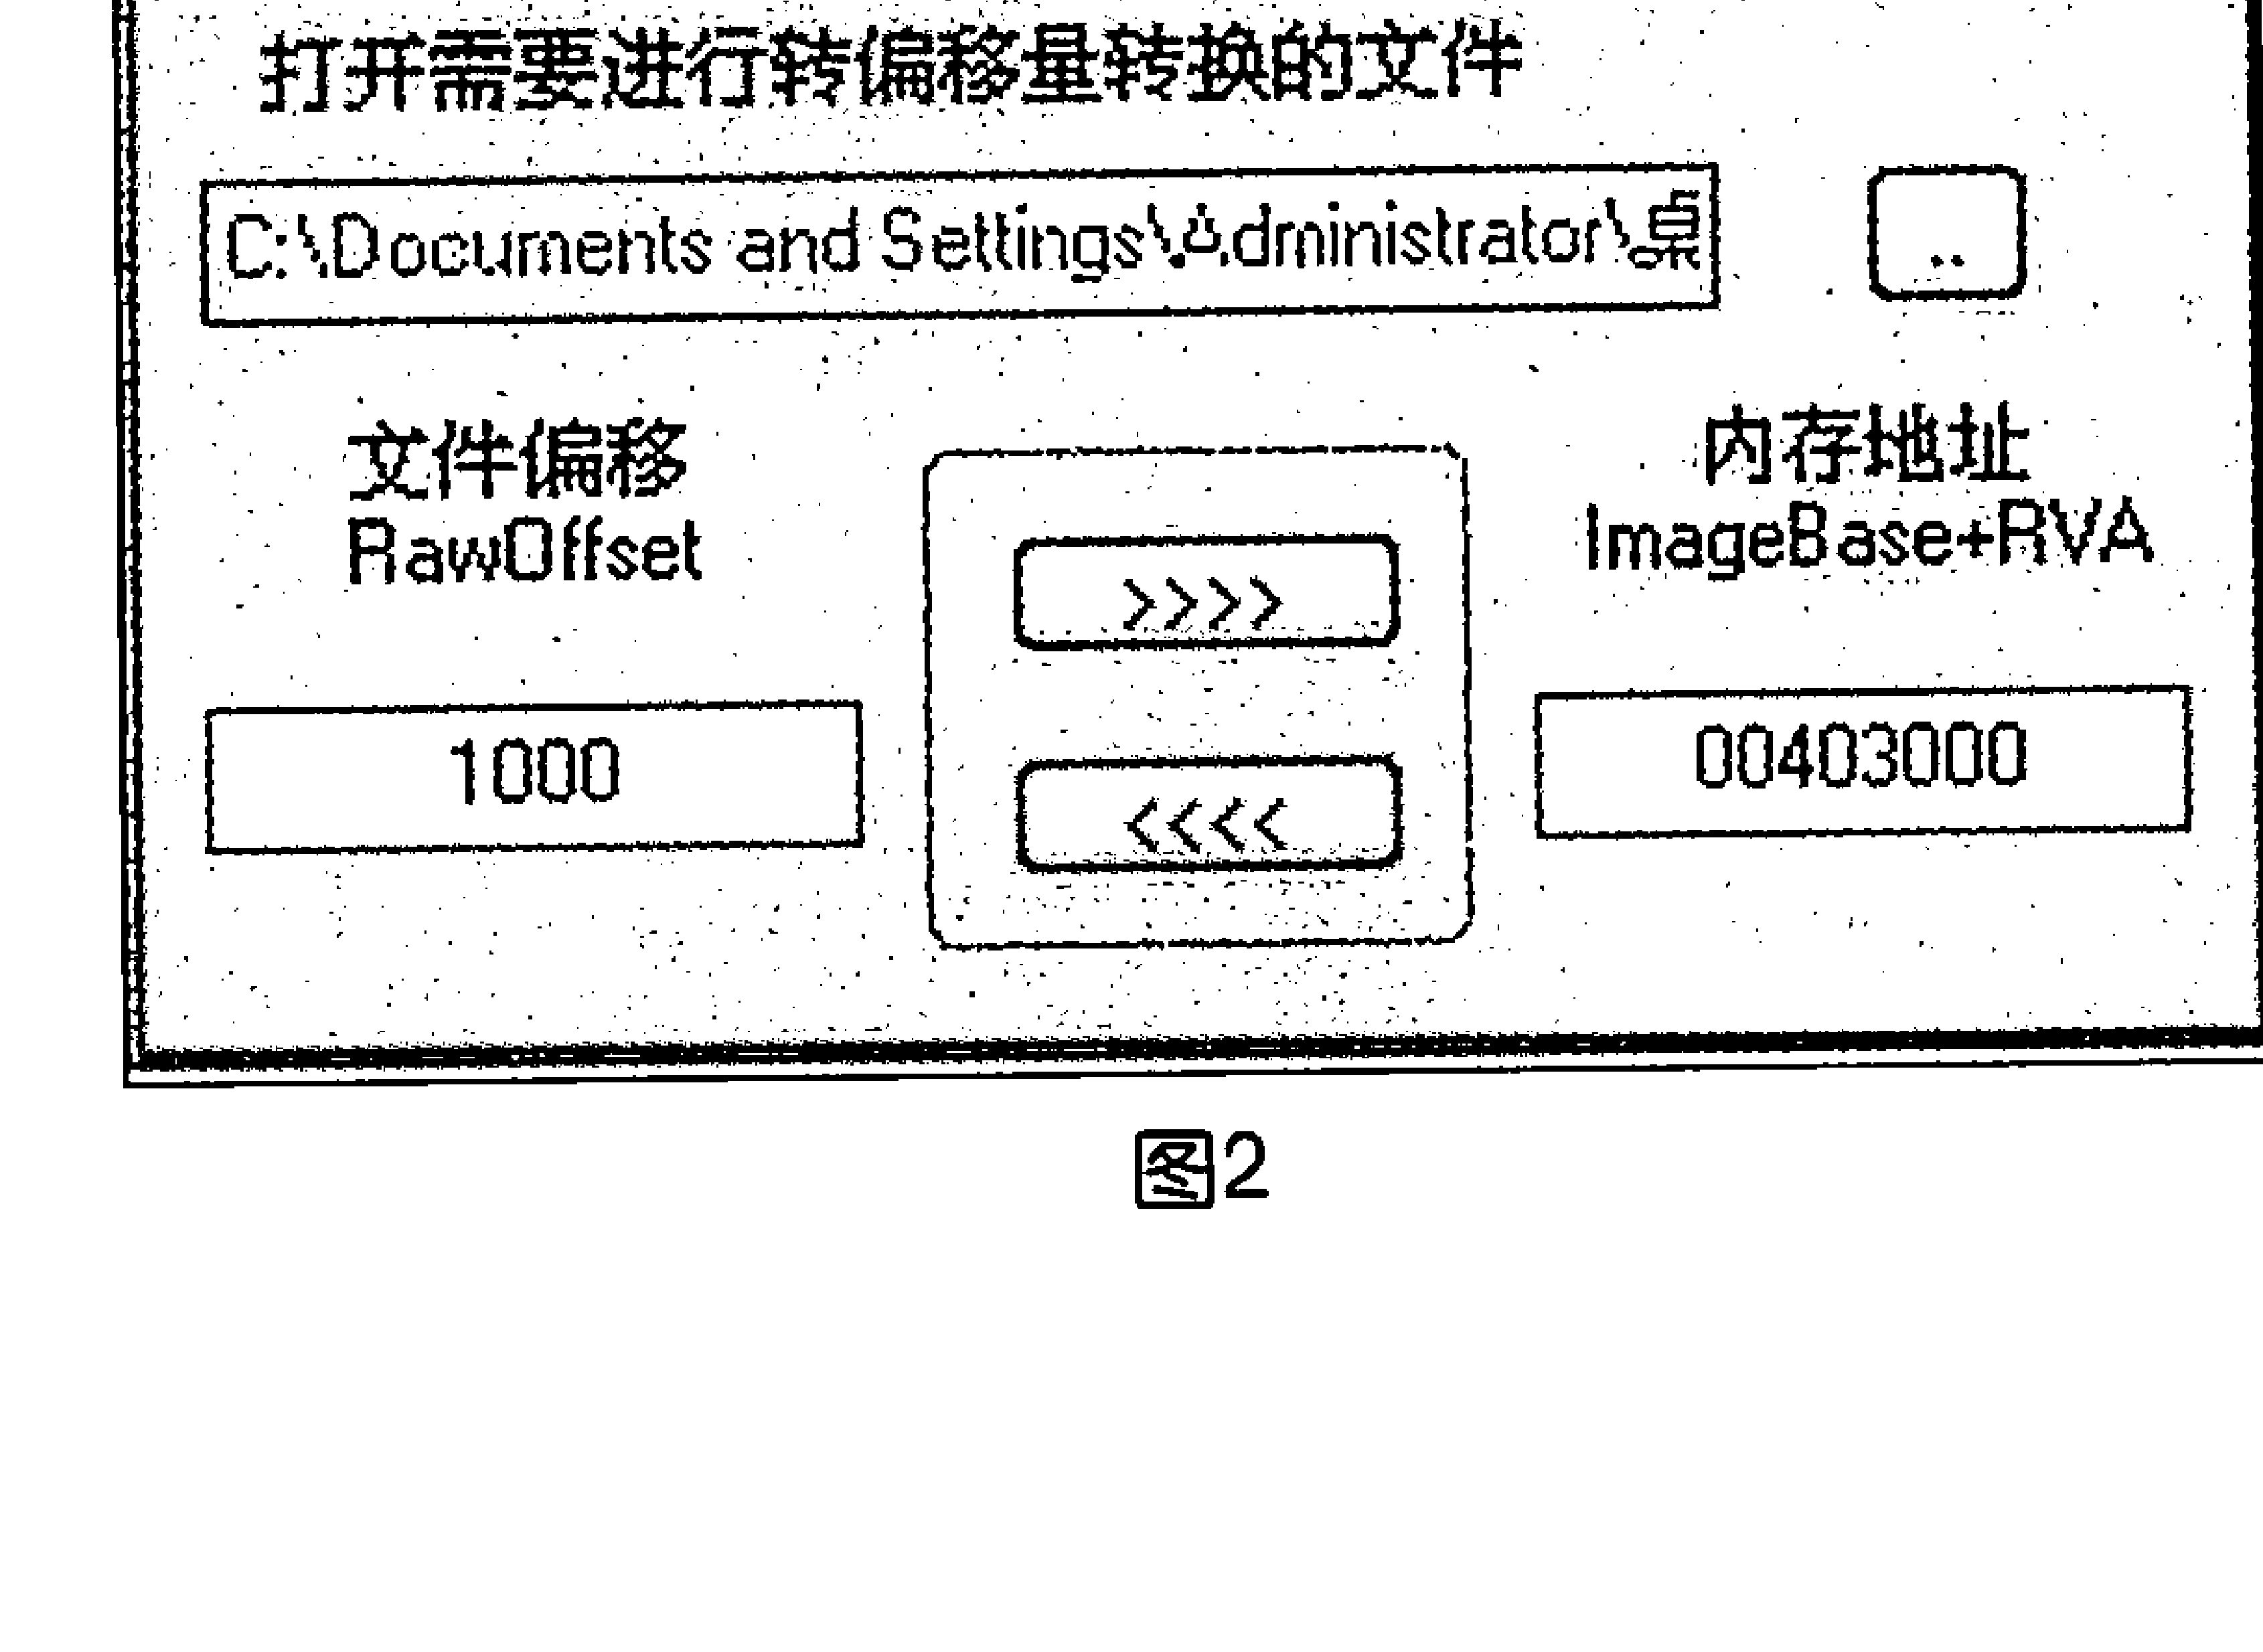 打开需要进行转偏移量转换的文件
C:\Documents and Settings\Administrator\桌
..
文件偏移
RawOffset
内存地址
ImageBase+RVA
>>>>
1000
00403000
<<<<
图2